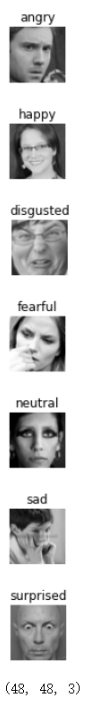 angry
happy
disgusted
fearful
neutral
sad
surprised
(48, 48, 3)